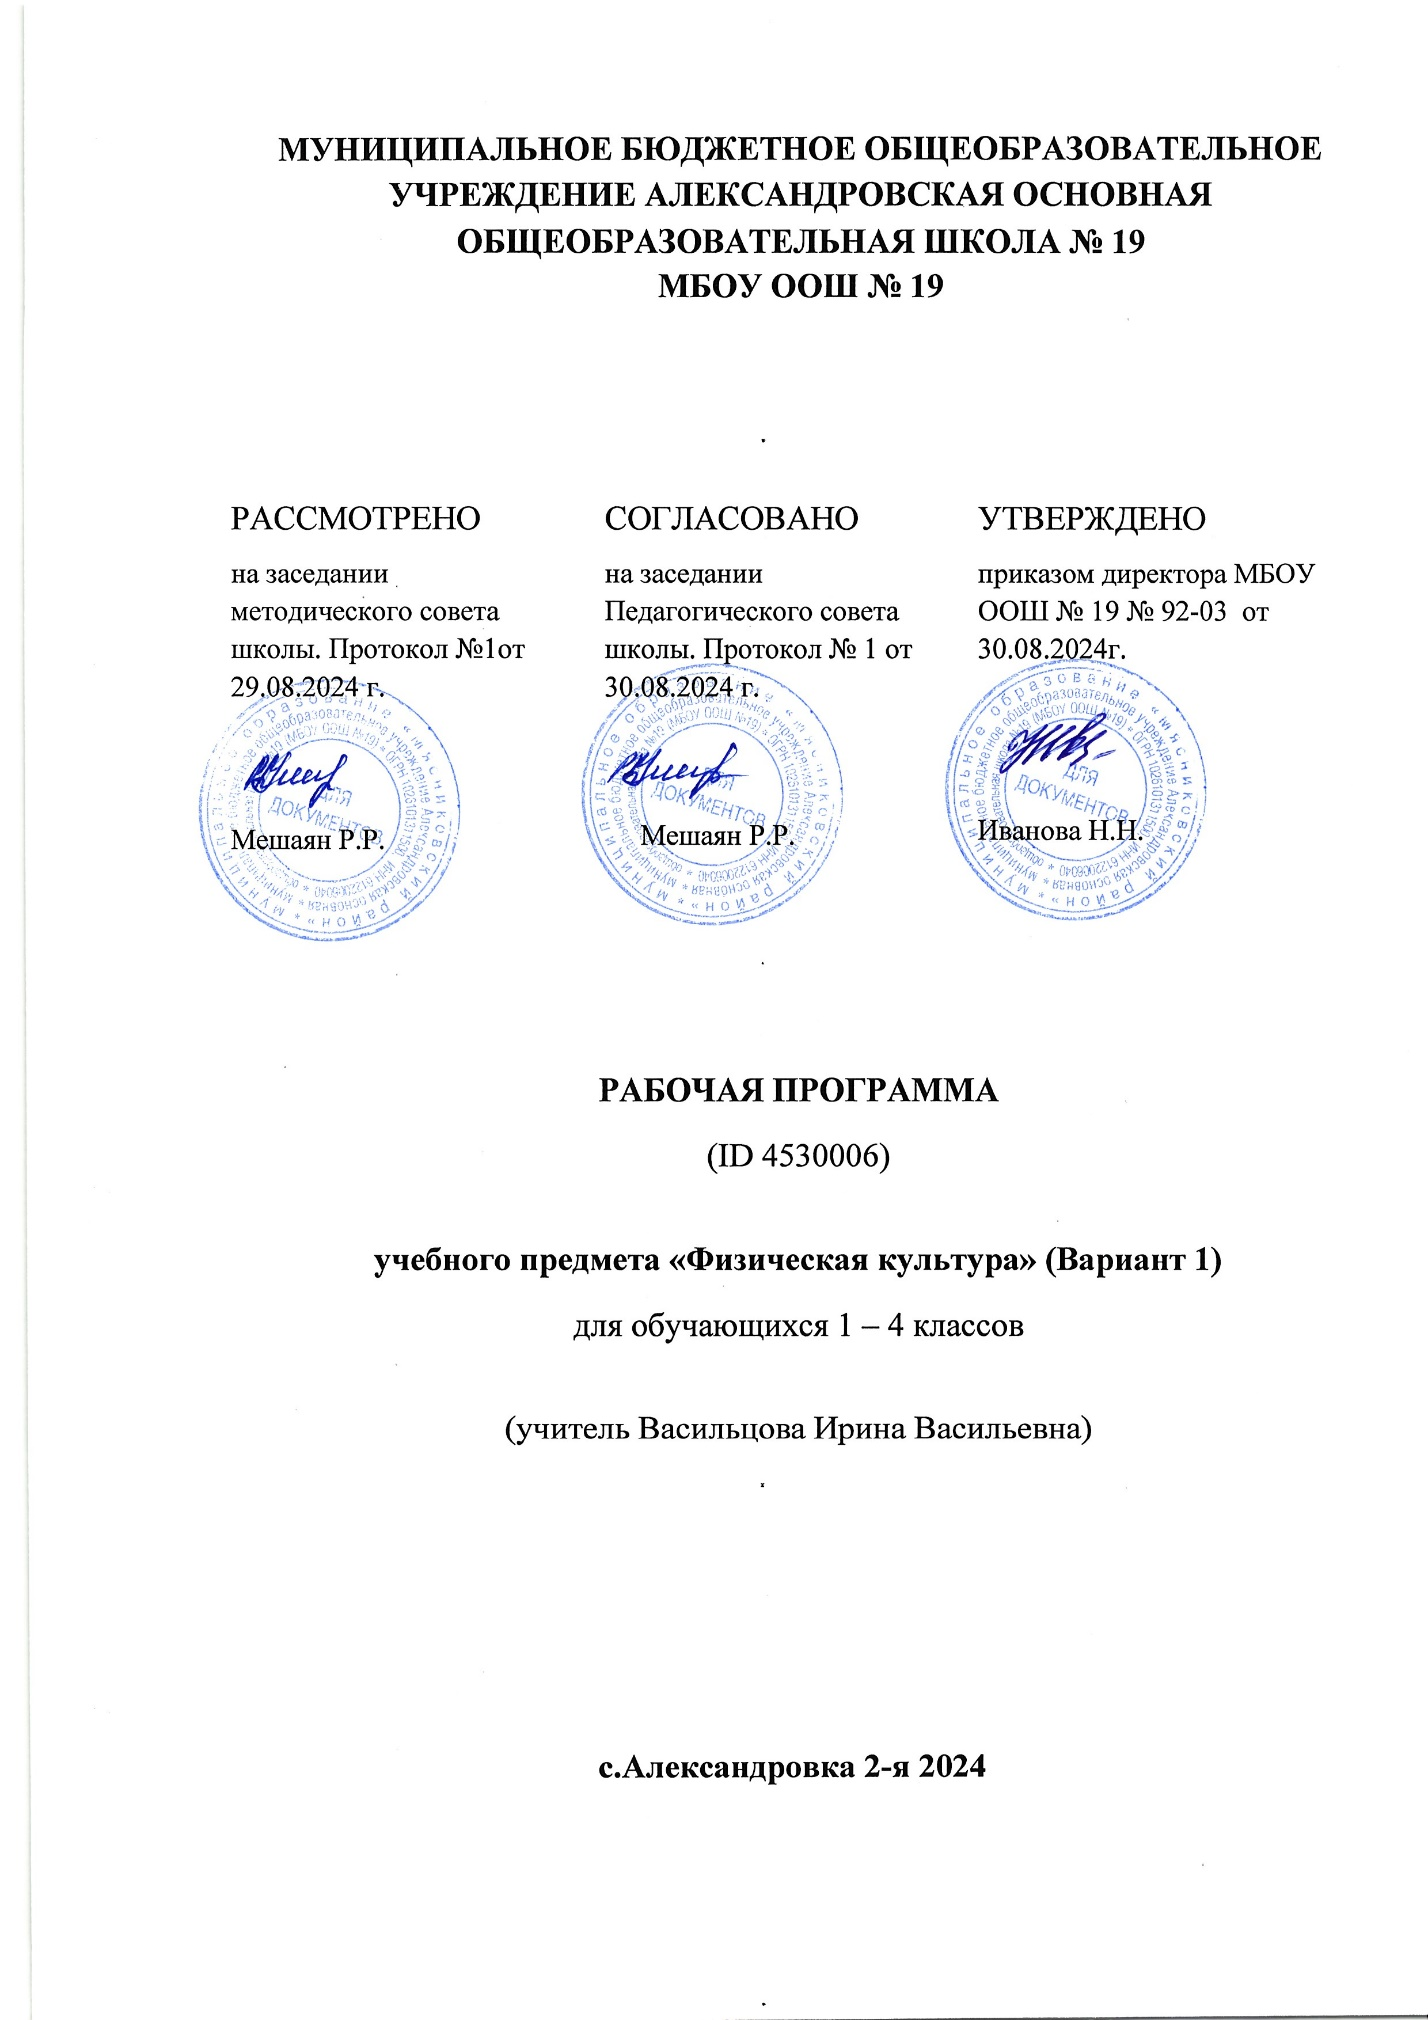 МУНИЦИПАЛЬНОЕ БЮДЖЕТНОЕ ОБЩЕОБРАЗОВАТЕЛЬНОЕ
УЧРЕЖДЕНИЕ АЛЕКСАНДРОВСКАЯ ОСНОВНАЯ
ОБЩЕОБРАЗОВАТЕЛЬНАЯ ШКОЛА № 19
МБОУ ООШ № 19
РАССМОТРЕНО
на заседании
методического совета
школы. Протокол №1от
29.08.2024 г.
ДЛЯ
ДОКУМЕНТОВ
Мешаян Р.Р.
СОГЛАСОВАНО
на заседании
Педагогического совета
школы. Протокол № 1 от
30.08.2024 г.
ДЛЯ
ДОКУМЕНТОВ
Мешаян Р.Р.
УТВЕРЖДЕНО
приказом директора МБОУ
ООШ № 19 № 92-03 от
30.08.2024г.
ДЛЯ
ДОКУМЕНТОВ
Иванова Н.Н.
РАБОЧАЯ ПРОГРАММА
(ID 4530006)
учебного предмета «Физическая культура» (Вариант 1)
для обучающихся 1 – 4 классов
(учитель Васильцова Ирина Васильевна)
с.Александровка 2-я 2024